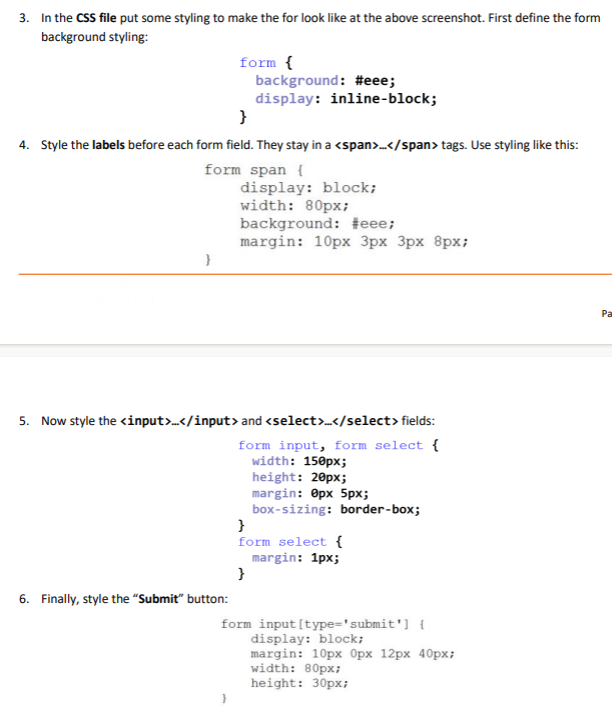 3. In the CSS file put some styling to make the for look like at the above screenshot. First define the form
background styling:
form {
background: #eee;
display: inline-block;
}
4. Style the labels before each form field. They stay in a <span>…</span> tags. Use styling like this:
form span {
display: block;
width: 80px;
background: #eee;
margin: 10px 3px 3px 8px;
}
Pa
5. Now style the <input>…</input> and <select>…</select> fields:
form input, form select {
width: 150px;
height: 20px;
margin: 0px 5px;
box-sizing: border-box;
}
form select {
margin: 1px;
}
6. Finally, style the “Submit” button:
form input[type='submit'] {
display: block;
margin: 10px 0px 12px 40px;
width: 80px;
height: 30px;
}